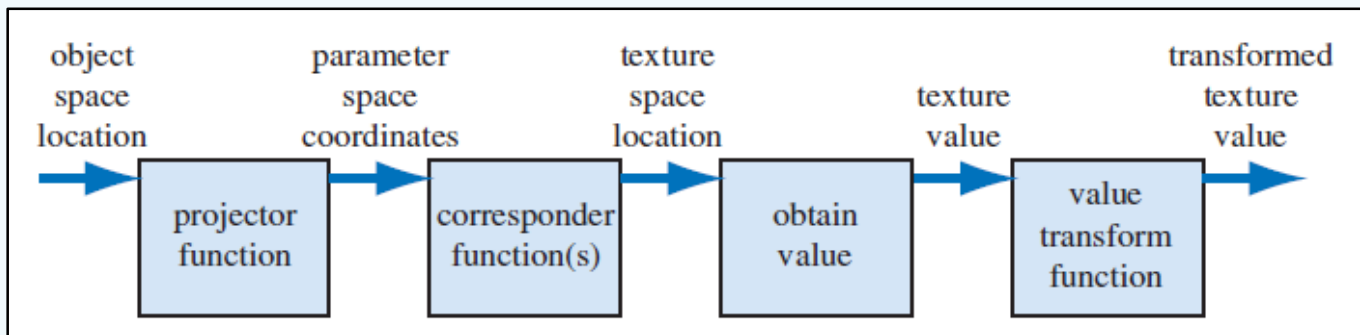 object
space
location
parameter
space
coordinates
texture
space
location
texture
value
transformed
texture
value
projector
function
corresponder
function(s)
obtain
value
value
transform
function